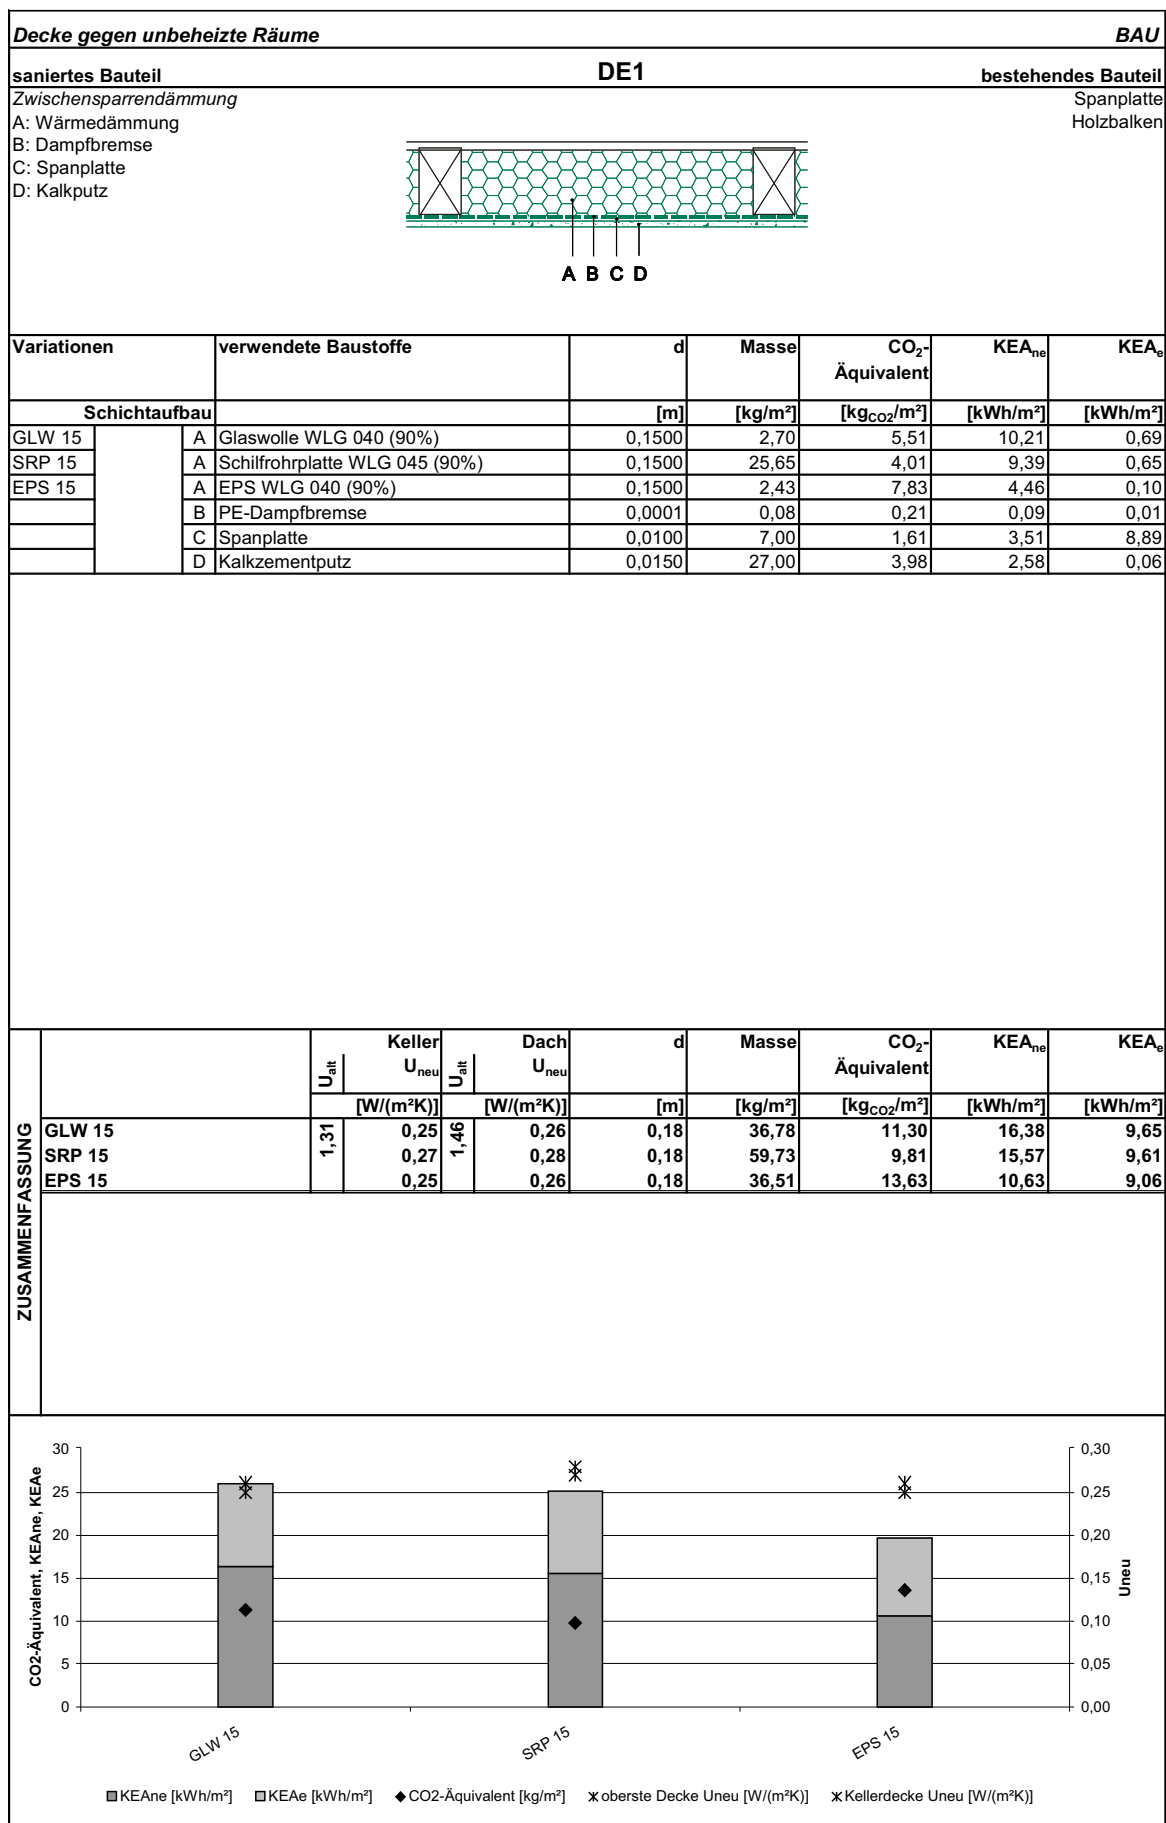 Decke gegen unbeheizte Räume BAU
saniertes Bauteil DE1 bestehendes Bauteil
Zwischensparrendämmung Spanplatte
A: Wärmedämmung Holzbalken
B: Dampfbremse
C: Spanplatte
D: Kalkputz
A B C D
Variationen verwendete Baustoffe d Masse CO2- KEAne KEAe
Äquivalent
Schichtaufbau [m] [kg/m²] [kgCO2/m²] [kWh/m²] [kWh/m²]
GLW 15 A Glaswolle WLG 040 (90%) 0,1500 2,70 5,51 10,21 0,69
SRP 15 A Schilfrohrplatte WLG 045 (90%) 0,1500 25,65 4,01 9,39 0,65
EPS 15 A EPS WLG 040 (90%) 0,1500 2,43 7,83 4,46 0,10
B PE-Dampfbremse 0,0001 0,08 0,21 0,09 0,01
C Spanplatte 0,0100 7,00 1,61 3,51 8,89
D Kalkzementputz 0,0150 27,00 3,98 2,58 0,06
ZUSAMMENFASSUNG
Keller Dach d Masse CO2- KEAne KEAe
Ualt Uneu Ualt Uneu Äquivalent
[W/(m²K)] [W/(m²K)] [m] [kg/m²] [kgCO2/m²] [kWh/m²] [kWh/m²]
GLW 15 1,31 0,25 1,46 0,26 0,18 36,78 11,30 16,38 9,65
SRP 15 0,27 0,28 0,18 59,73 9,81 15,57 9,61
EPS 15 0,25 0,26 0,18 36,51 13,63 10,63 9,06
CO2-Äquivalent, KEAne, KEAe
30 0,30
25 0,25
20 0,20
15 0,15
10 0,10
5 0,05
0 0,00
Uneu
GLW 15 SRP 15 EPS 15
KEAne [kWh/m²] KEAe [kWh/m²] CO2-Äquivalent [kg/m²] oberste Decke Uneu [W/(m²K)] Kellerdecke Uneu [W/(m²K)]